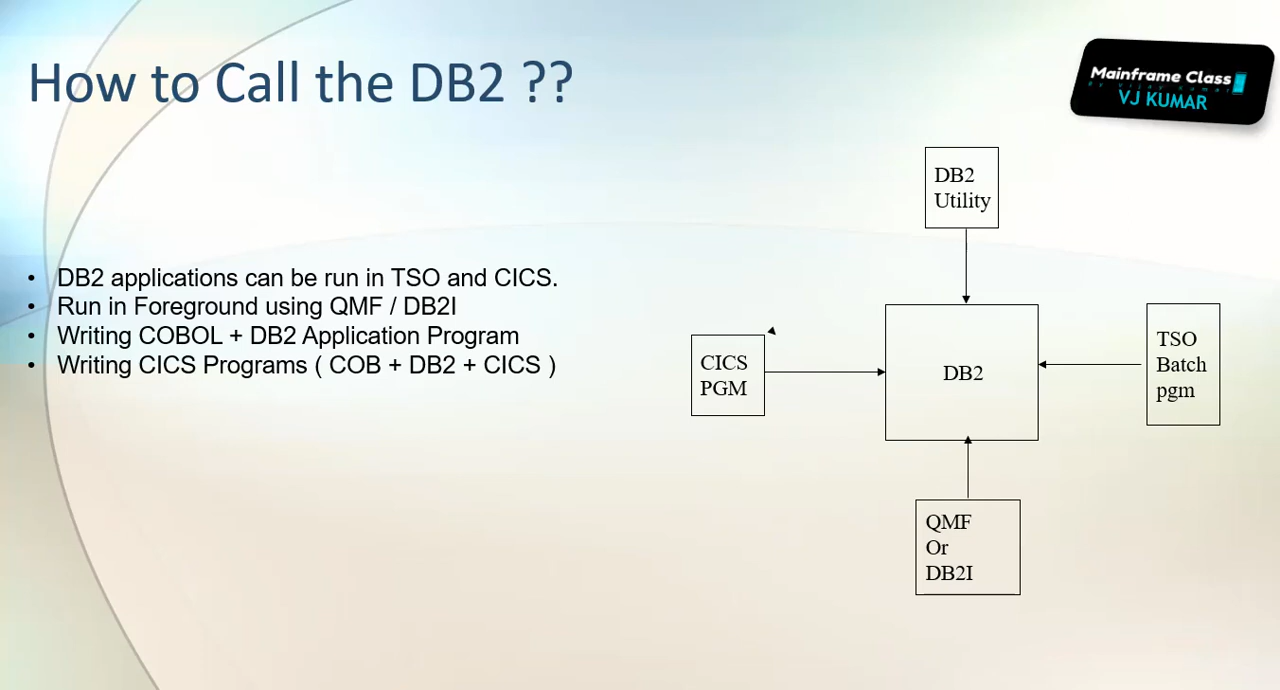 How to Call the DB2 ??
Mainframe Class
VJ KUMAR
• DB2 applications can be run in TSO and CICS.
• Run in Foreground using QMF / DB2I
• Writing COBOL + DB2 Application Program
• Writing CICS Programs ( COB + DB2 + CICS )
DB2
Utility
CICS
PGM
DB2
TSO
Batch
pgm
QMF
Or
DB2I